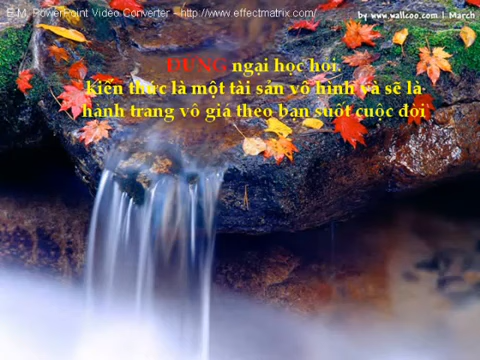 E.M. PowerPoint Video Converter - http://www.effectmatrix.com/
by www.wallcoo.com | March
ĐỪNG ngại học hỏi.
Kiến thức là một tài sản vô hình và sẽ là
hành trang vô giá theo bạn suốt cuộc đời